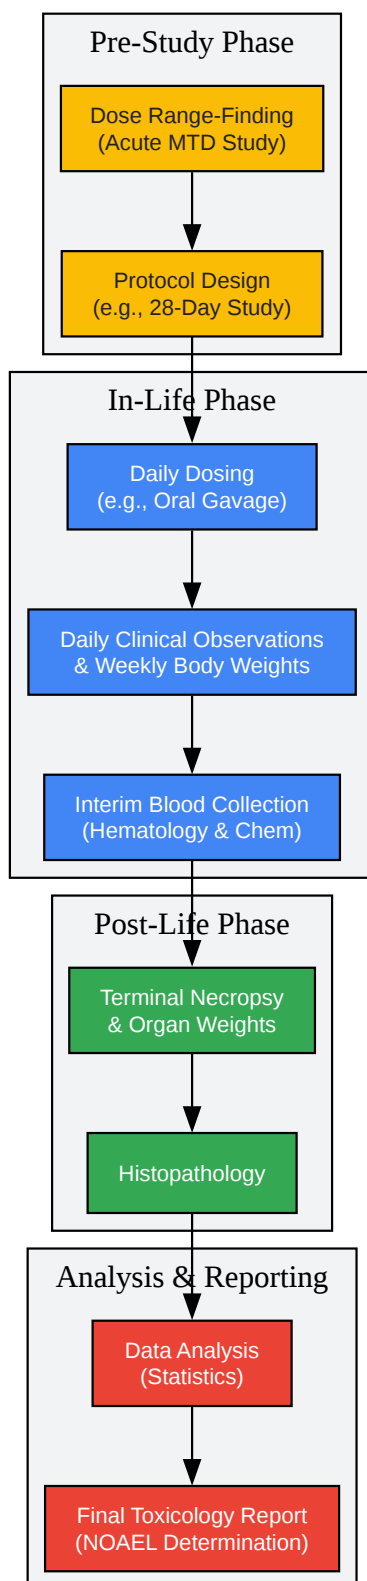 Pre-Study Phase
Dose Range-Finding
(Acute MTD Study)
Protocol Design
(e.g., 28-Day Study)
In-Life Phase
Daily Dosing
(e.g., Oral Gavage)
Daily Clinical Observations
& Weekly Body Weights
Interim Blood Collection
(Hematology & Chem)
Post-Life Phase
Terminal Necropsy
& Organ Weights
Histopathology
Analysis & Reporting
Data Analysis
(Statistics)
Final Toxicology Report
(NOAEL Determination)